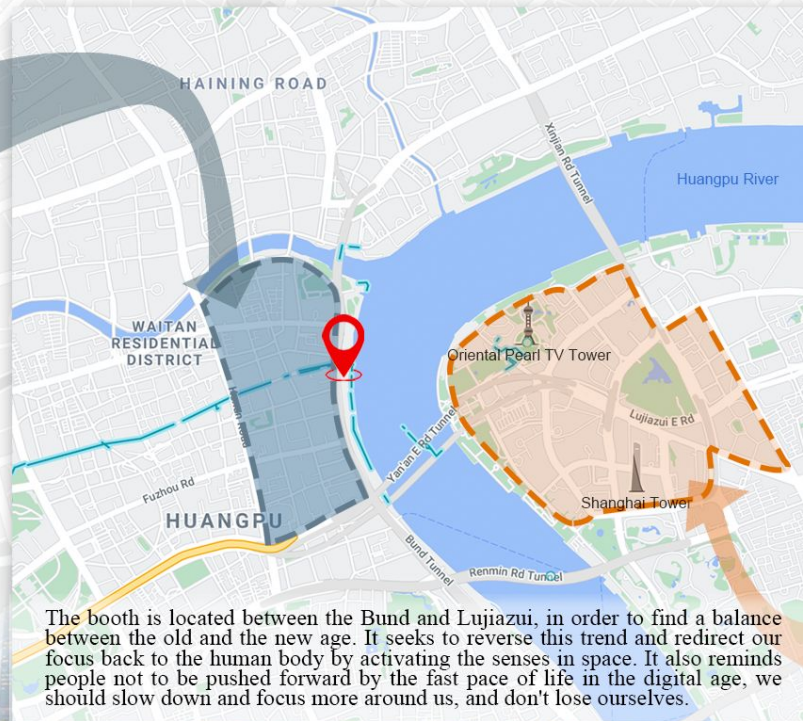 HAINING ROAD
Xinjian Rd Tunnel
Huangpu River
WAITAN
RESIDENTIAL
DISTRICT
Oriental Pearl TV Tower
Lujiazui E Rd
Yan'an E Rd Tunnel
Fuzhou Rd
Shanghai Tower
HUANGPU
Bund Tunnel
Renmin Rd Tunnel
The booth is located between the Bund and Lujiazui, in order to find a balance
between the old and the new age. It seeks to reverse this trend and redirect our
focus back to the human body by activating the senses in space. It also reminds
people not to be pushed forward by the fast pace of life in the digital age, we
should slow down and focus more around us, and don't lose ourselves.